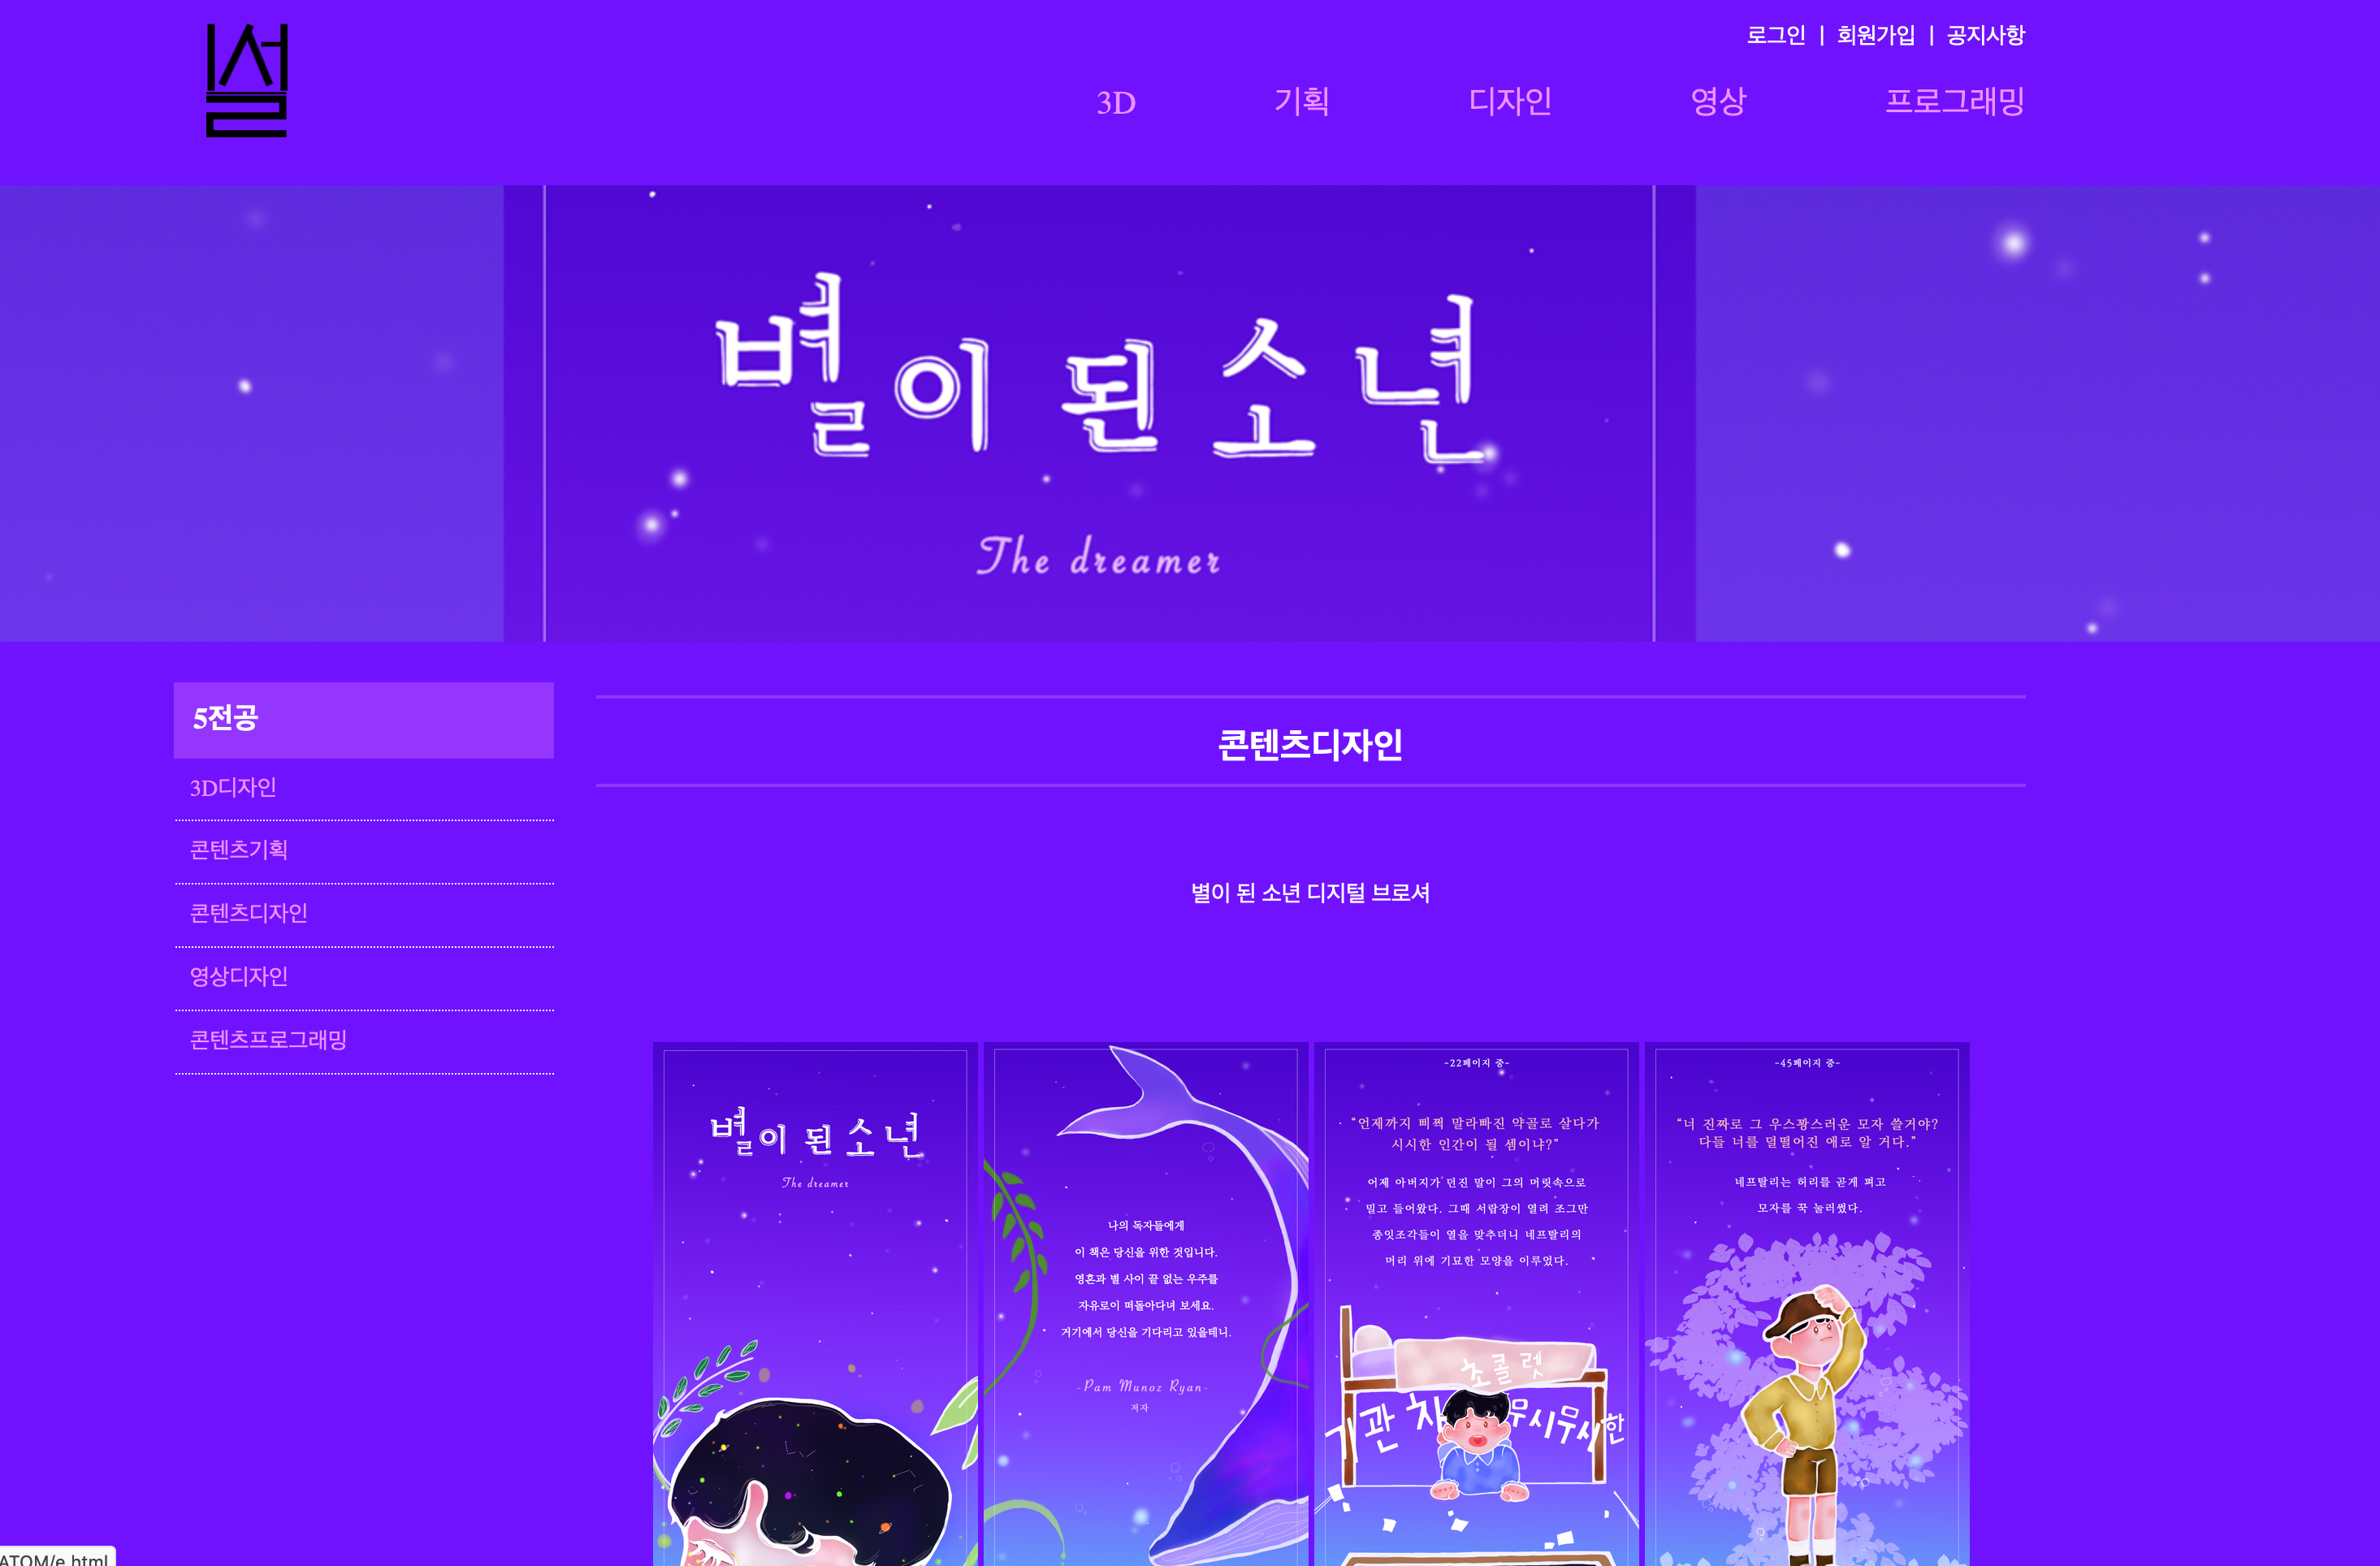 설
로그인 | 회원가입 | 공지사항
3D 기획 디자인 영상 프로그래밍
별이 된 소년
The dreamer
5전공
3D디자인
콘텐츠기획
콘텐츠디자인
영상디자인
콘텐츠프로그래밍
콘텐츠디자인
별이 된 소년 디지털 브로셔
별이 된 소년
The dreamer
나의 독자들에게
이 책은 당신을 위한 것입니다.
영혼과 별 사이 끝 없는 우주를
자유로이 떠돌아다녀 보세요.
거기에서 당신을 기다리고 있을테니.
-Pam Munoz Ryan-
저자
-22페이지 중-
“언제까지 삐쩍 말라빠진 약골로 살다가
시시한 인간이 될 셈이냐?”
어제 아버지가 던진 말이 그의 머릿속으로
밀고 들어왔다. 그때 서랍장이 열려 조그만
종잇조각들이 열을 맞추더니 네프탈리의
머리 위에 기묘한 모양을 이루었다.
초콜렛
기관차 무시무시한
-45페이지 중-
“너 진짜로 그 우스꽝스러운 모자 쓸거야?
다들 너를 덜떨어진 애로 알 거다.”
네프탈리는 허리를 곧게 펴고
모자를 꾹 눌러썼다.
ATOM/e.html